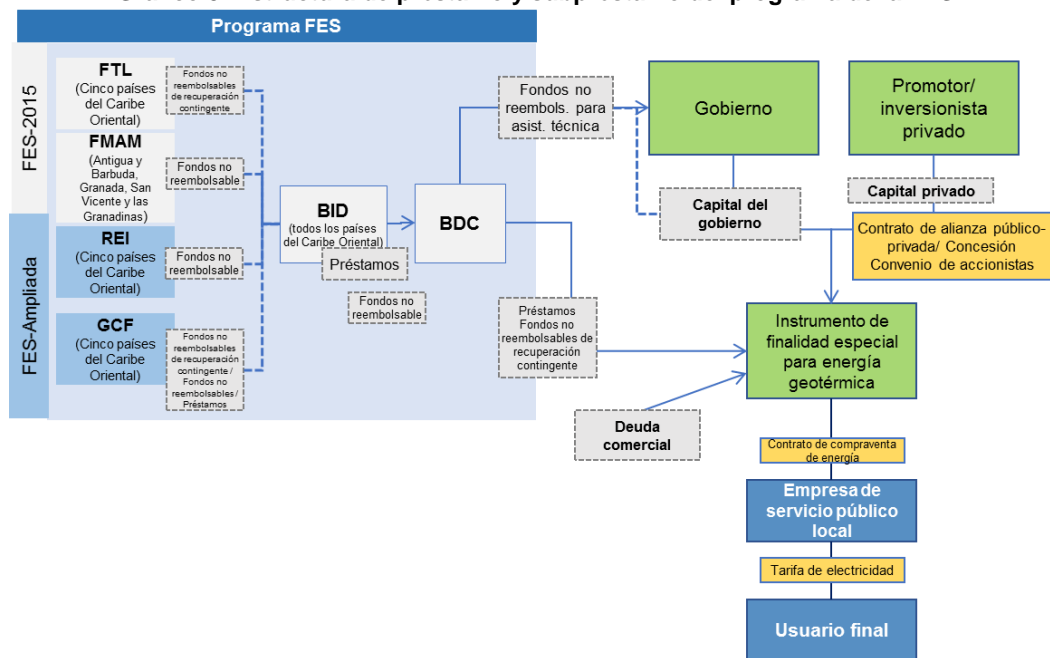 Programa FES
FES-2015
FTL
(Cinco países
del Caribe
Oriental)
Fondos no
reembolsables
de recuperación
contingente
FMAM
(Antigua y
Barbuda,
Granada, San
Vicente y las
Granadinas)
Fondos no
reembolsable
FES-Ampliada
REI
(Cinco países
del Caribe
Oriental)
Fondos no
reembolsable
GCF
(Cinco países
del Caribe
Oriental)
Fondos no
reembolsables
de recuperación
contingente /
Fondos no
reembolsables /
Préstamos
BID
(todos los países
del Caribe Oriental)
Préstamos
Fondos no
reembolsable
BDC
Fondos no
reembols. para
asist. técnica
Gobierno
Promotor/
inversionista
privado
Capital del
gobierno
Capital privado
Contrato de alianza público-
privada/ Concesión
Convenio de accionistas
Préstamos
Fondos no
reembolsables de
recuperación
contingente
Instrumento de
finalidad especial
para energía
geotérmica
Deuda
comercial
Contrato de compraventa
de energía
Empresa de
servicio público
local
Tarifa de electricidad
Usuario final